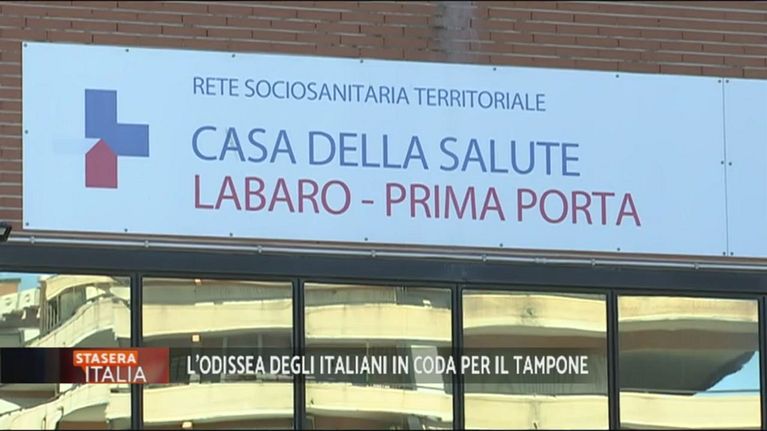 RETE SOCIOSANITARIA TERRITORIALE
CASA DELLA SALUTE
LABARO - PRIMA PORTA
STASERA
ITALIA
L'ODISSEA DEGLI ITALIANI IN CODA PER IL TAMPONE